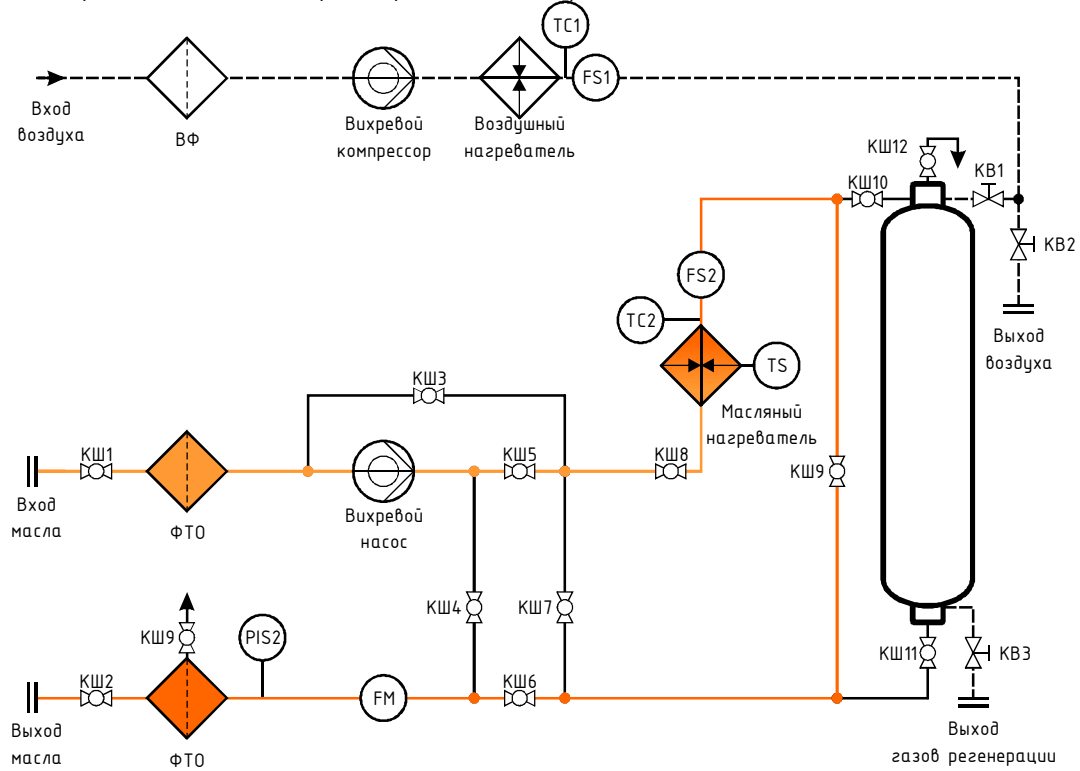 ТС1
FS1
Вход
воздуха
ВФ
Вихревой
компрессор
Воздушный
нагреватель
КШ12
КВ1
КШ10
КВ2
FS2
Выход
воздуха
ТС2
TS
КШ3
Масляный
нагреватель
КШ1
КШ5
КШ8
КШ9
Вход
масла
ФТО
Вихревой
насос
КШ4
КШ7
КШ9
PIS2
КШ11
КВ3
КШ2
FM
КШ6
Выход
масла
ФТО
Выход
газов регенерации